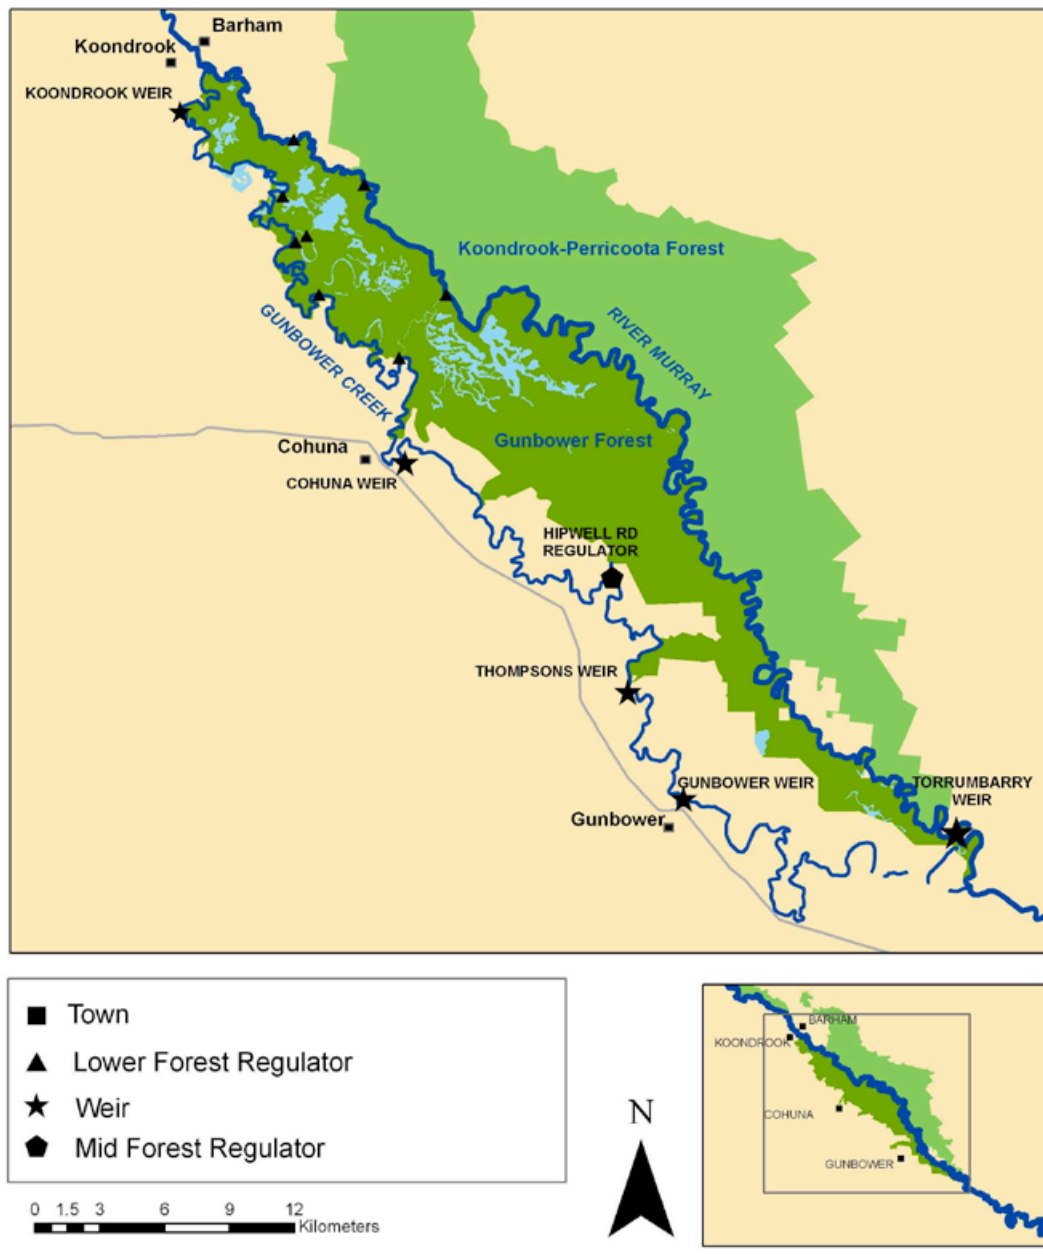 Barham
Koondrook
KOONDROOK WEIR
Koondrook-Perricoota Forest
RIVER MURRAY
GUNBOWER CREEK
Gunbower Forest
Cohuna
COHUNA WEIR
HIPWELL RD
REGULATOR
THOMPSONS WEIR
GUNBOWER WEIR
TORRUMBARRY
WEIR
Gunbower
Town
Lower Forest Regulator
Weir
Mid Forest Regulator
0 1.5 3 6 9 12
Kilometers
N
BARHAM
KOONDROOK
COHUNA
GUNBOWER